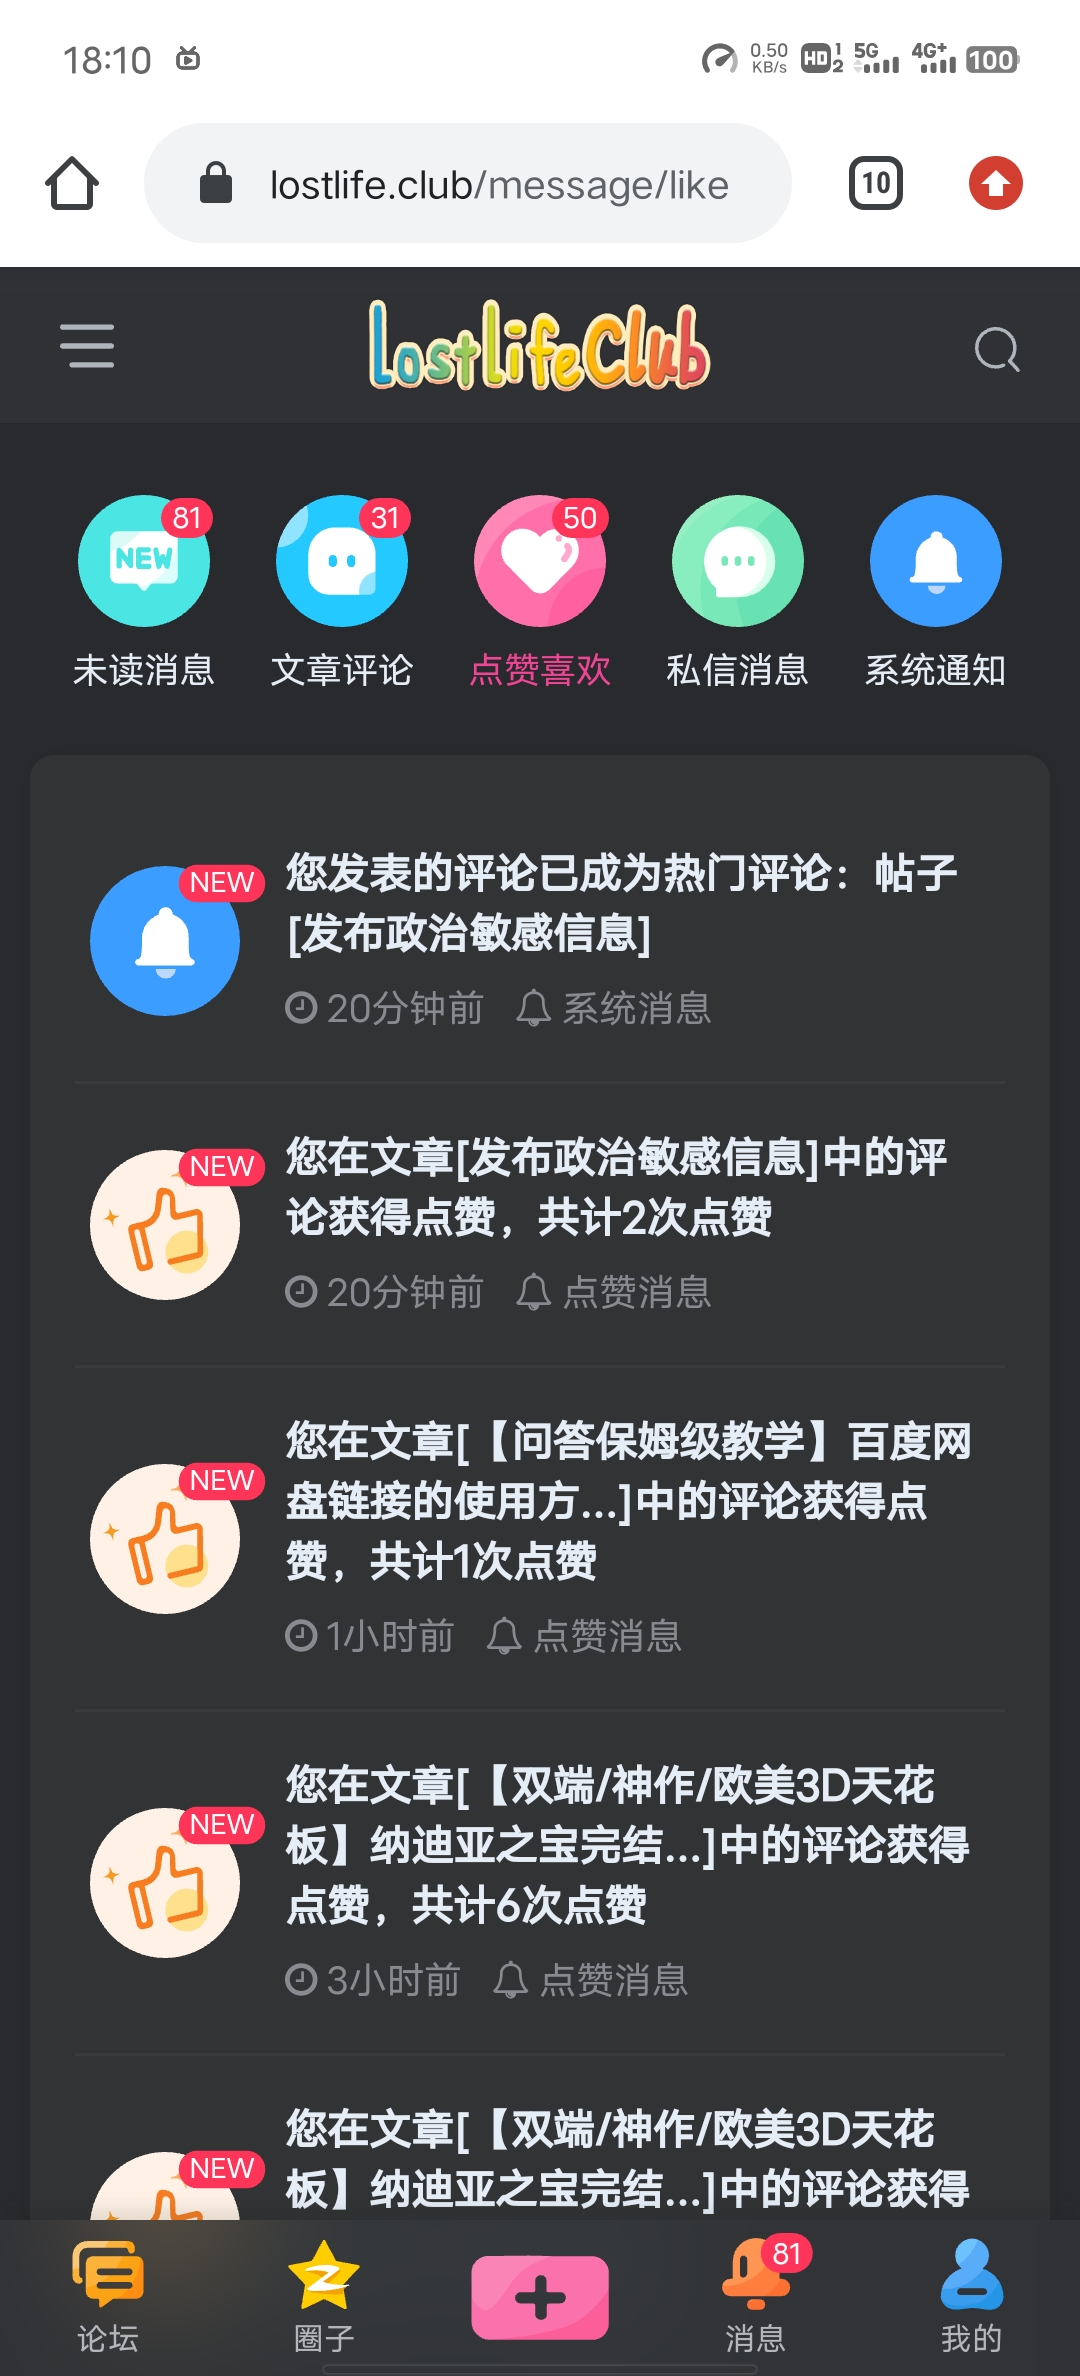 18:10
0.50
KB/s
HD 1
2
5G
4G+
100
lostlife.club/message/like
10
LostLifeClub
81
31
50
NEW
未读消息
文章评论
点赞喜欢
私信消息
系统通知
NEW
您发表的评论已成为热门评论：帖子
[发布政治敏感信息]
20分钟前
系统消息
NEW
您在文章[发布政治敏感信息]中的评
论获得点赞，共计2次点赞
20分钟前
点赞消息
NEW
您在文章[【问答保姆级教学】百度网
盘链接的使用方...]中的评论获得点
赞，共计1次点赞
1小时前
点赞消息
NEW
您在文章[【双端/神作/欧美3D天花
板】纳迪亚之宝完结...]中的评论获得
点赞，共计6次点赞
3小时前
点赞消息
NEW
您在文章[【双端/神作/欧美3D天花
板】纳迪亚之宝完结...]中的评论获得
81
论坛
圈子
消息
我的